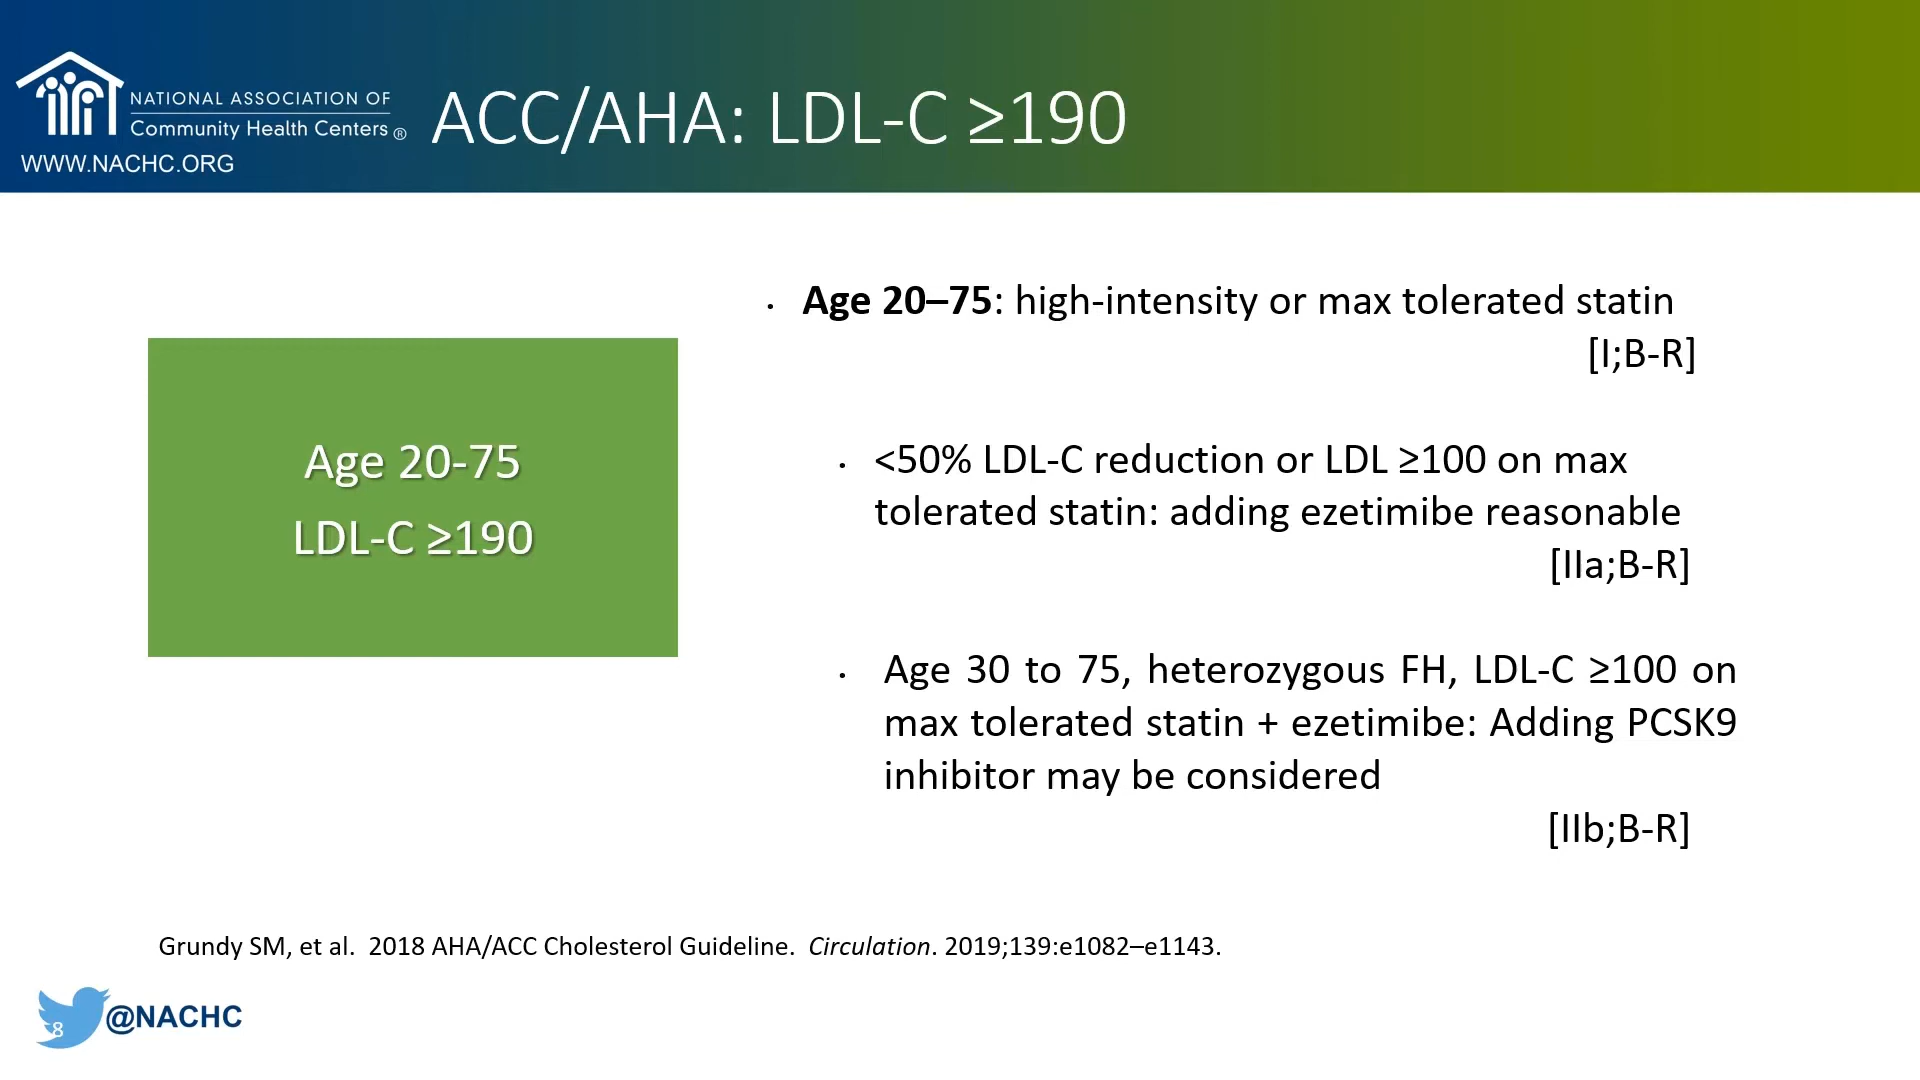 NATIONAL ASSOCIATION OF
Community Health Centers ®
WWW.NACHC.ORG
ACC/AHA: LDL-C ≥190
Age 20-75
LDL-C ≥190
• Age 20–75: high-intensity or max tolerated statin
[I;B-R]
• <50% LDL-C reduction or LDL ≥100 on max
tolerated statin: adding ezetimibe reasonable
[IIa;B-R]
• Age 30 to 75, heterozygous FH, LDL-C ≥100 on
max tolerated statin + ezetimibe: Adding PCSK9
inhibitor may be considered
[IIb;B-R]
Grundy SM, et al.  2018 AHA/ACC Cholesterol Guideline.  Circulation. 2019;139:e1082–e1143.
8
@NACHC